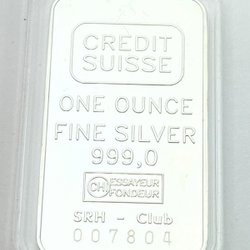 CREDIT
SUISSE
ONE OUNCE
FINE SILVER
999,0
CH ESSAYEUR
FONDEUR
SRH - Club
007804